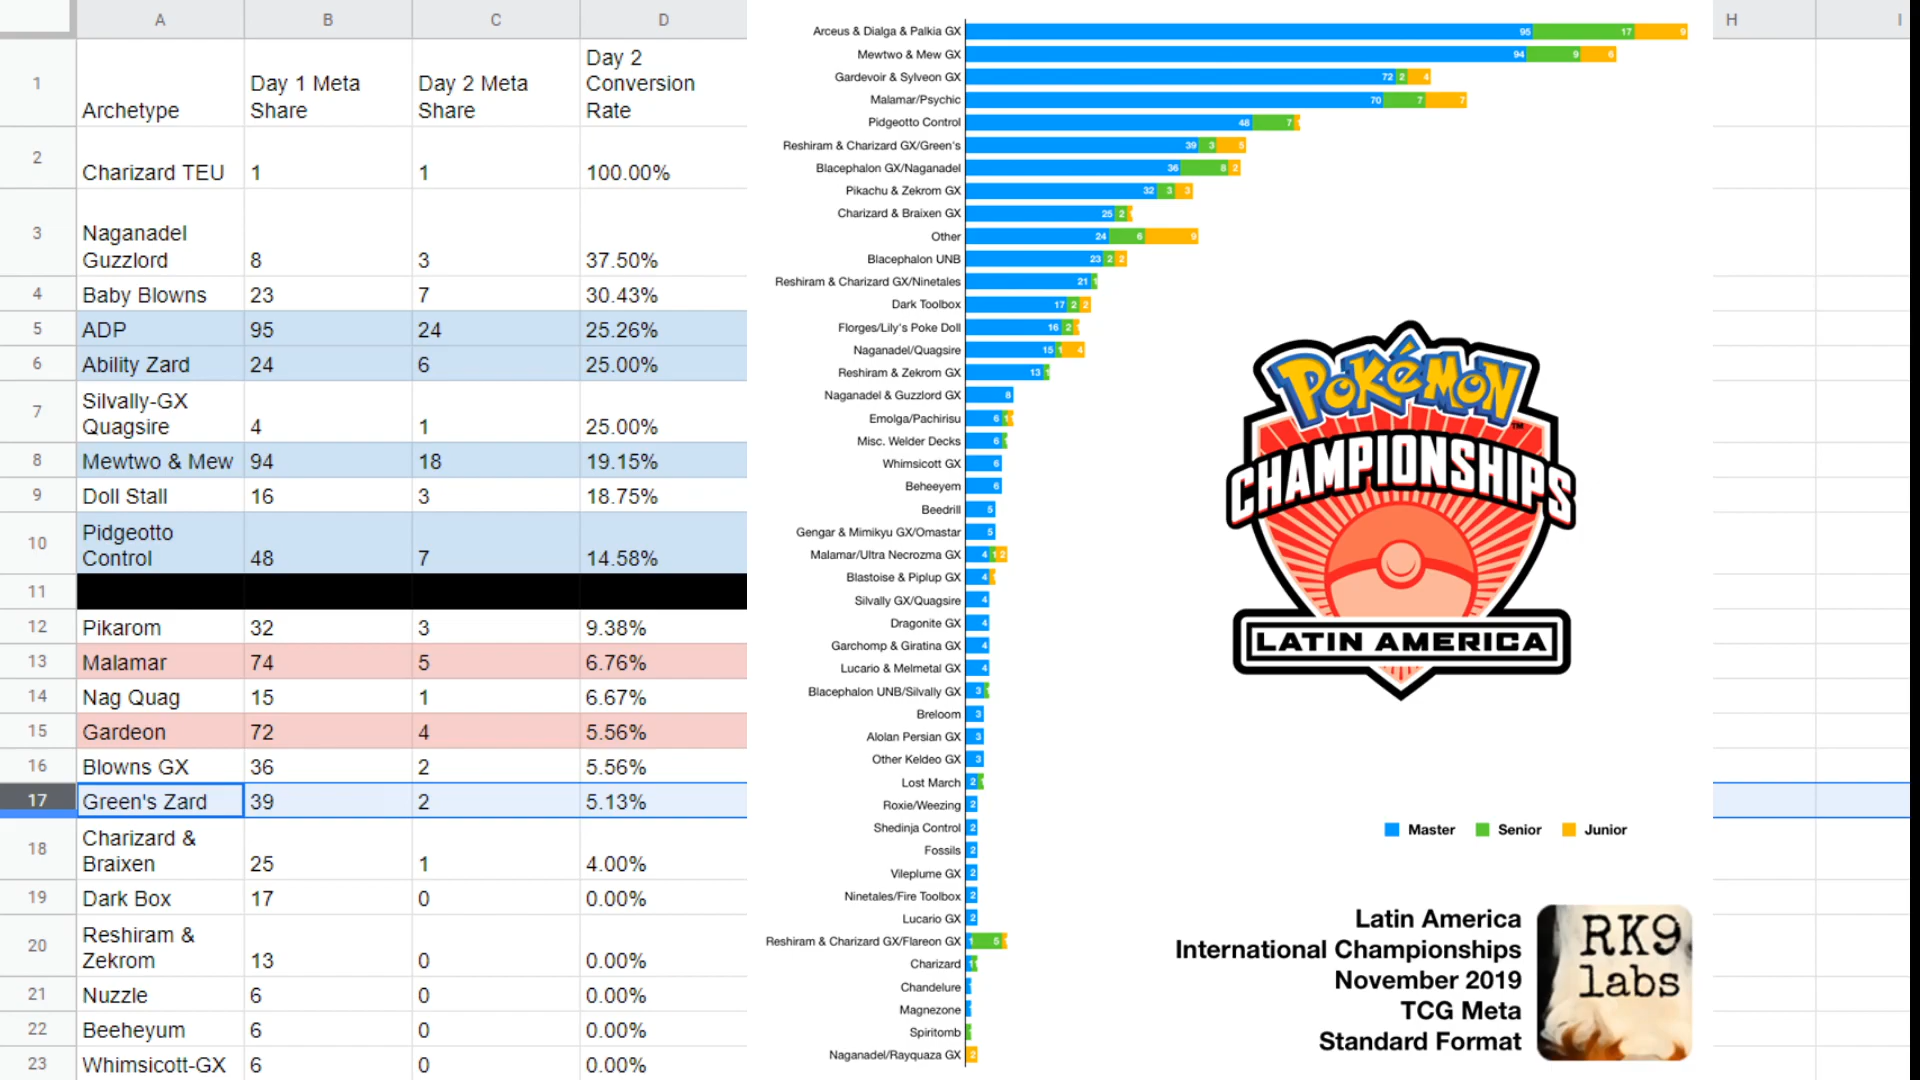 A B C D
1 Archetype Day 1 Meta Share Day 2 Meta Share Day 2 Conversion Rate
2 Charizard TEU 1 1 100.00%
3 Naganadel Guzzlord 8 3 37.50%
4 Baby Blowns 23 7 30.43%
5 ADP 95 24 25.26%
6 Ability Zard 24 6 25.00%
7 Silvally-GX Quagsire 4 1 25.00%
8 Mewtwo & Mew 94 18 19.15%
9 Doll Stall 16 3 18.75%
10 Pidgeotto Control 48 7 14.58%
11
12 Pikarom 32 3 9.38%
13 Malamar 74 5 6.76%
14 Nag Quag 15 1 6.67%
15 Gardeon 72 4 5.56%
16 Blowns GX 36 2 5.56%
17 Green's Zard 39 2 5.13%
18 Charizard & Braixen 25 1 4.00%
19 Dark Box 17 0 0.00%
20 Reshiram & Zekrom 13 0 0.00%
21 Nuzzle 6 0 0.00%
22 Beeheyum 6 0 0.00%
23 Whimsicott-GX 6 0 0.00%
Arceus & Dialga & Palkia GX 95 17 9
Mewtwo & Mew GX 94 9 6
Gardevoir & Sylveon GX 72 2 4
Malamar/Psychic 70 7 7
Pidgeotto Control 48 7
Reshiram & Charizard GX/Green's 39 3 5
Blacephalon GX/Naganadel 36 8 2
Pikachu & Zekrom GX 32 3 3
Charizard & Braixen GX 25 2
Other 24 6 9
Blacephalon UNB 23 2 2
Reshiram & Charizard GX/Ninetales 21 1
Dark Toolbox 17 2 2
Florges/Lily's Poke Doll 16 2
Naganadel/Quagsire 15 1 4
Reshiram & Zekrom GX 13 1
Naganadel & Guzzlord GX 8
Emolga/Pachirisu 6 1 1
Misc. Welder Decks 6 1
Whimsicott GX 6
Beheeyem 6
Beedrill 5
Gengar & Mimikyu GX/Omastar 5
Malamar/Ultra Necrozma GX 4 1 2
Blastoise & Piplup GX 4
Silvally GX/Quagsire 4
Dragonite GX 4
Garchomp & Giratina GX 4
Lucario & Melmetal GX 4
Blacephalon UNB/Silvally GX 3 1
Breloom 3
Alolan Persian GX 3
Other Keldeo GX 3
Lost March 2 1
Roxie/Weezing 2
Shedinja Control 2
Fossils 2
Vileplume GX 2
Ninetales/Fire Toolbox 2
Lucario GX 2
Reshiram & Charizard GX/Flareon GX 1 5
Charizard 1 1
Chandelure
Magnezone
Spiritomb
Naganadel/Rayquaza GX 2
POKéMON ™
CHAMPIONSHIPS
LATIN AMERICA
Master Senior Junior
Latin America
International Championships
November 2019
TCG Meta
Standard Format
RK9
labs
H I